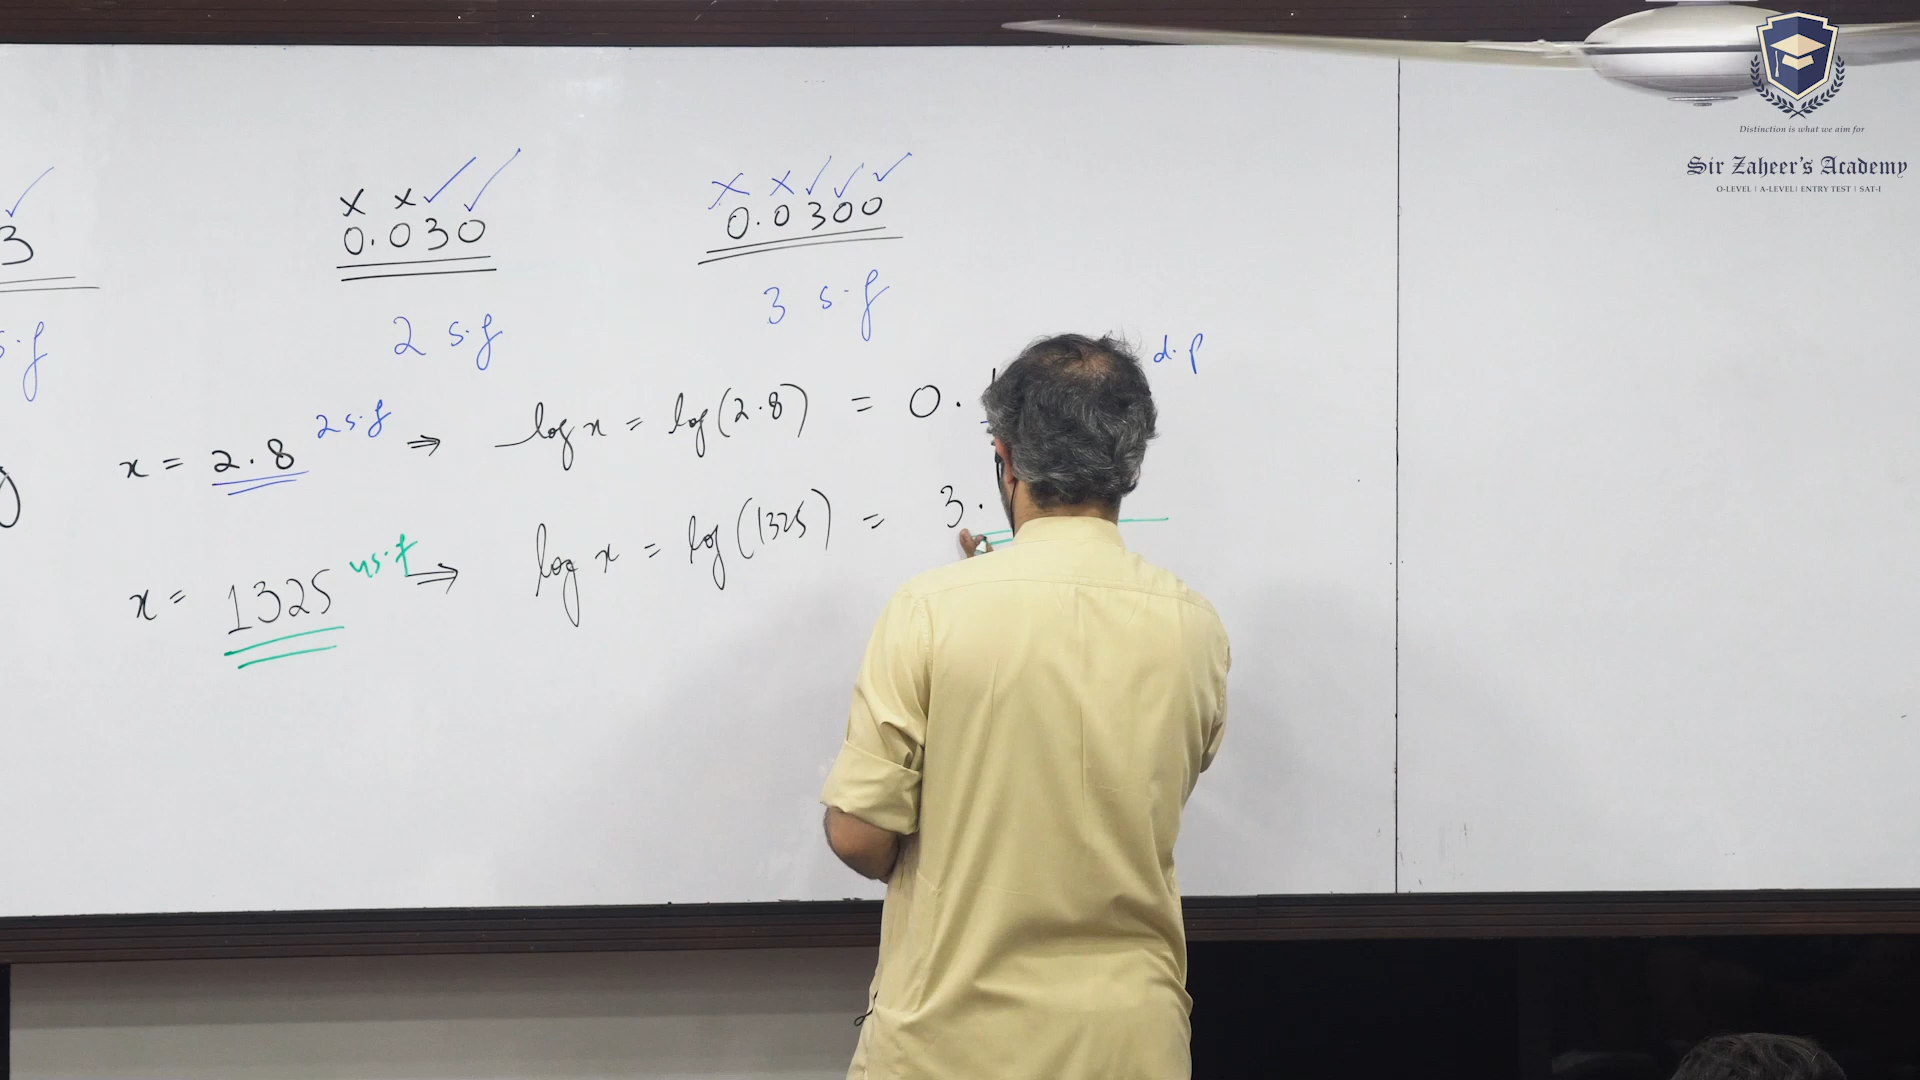 Distinction is what we aim for
Sir Zaheer's Academy
O-LEVEL | A-LEVEL | ENTRY TEST | SAT-I
3
0.030
0.0300
s.f
2 s.f
3 s.f
d.p
x = 2.8 2 s.f ⇒ log x = log(2.8) = 0.
x = 1325 4 s.f ⇒ log x = log(1325) = 3.